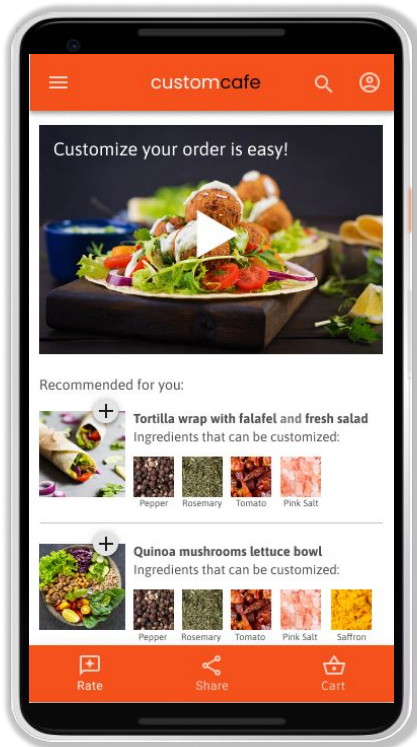 customcafe
Customize your order is easy!
Recommended for you:
Tortilla wrap with falafel and fresh salad
Ingredients that can be customized:
Pepper Rosemary Tomato Pink Salt
Quinoa mushrooms lettuce bowl
Ingredients that can be customized:
Pepper Rosemary Tomato Pink Salt Saffron
Rate Share Cart